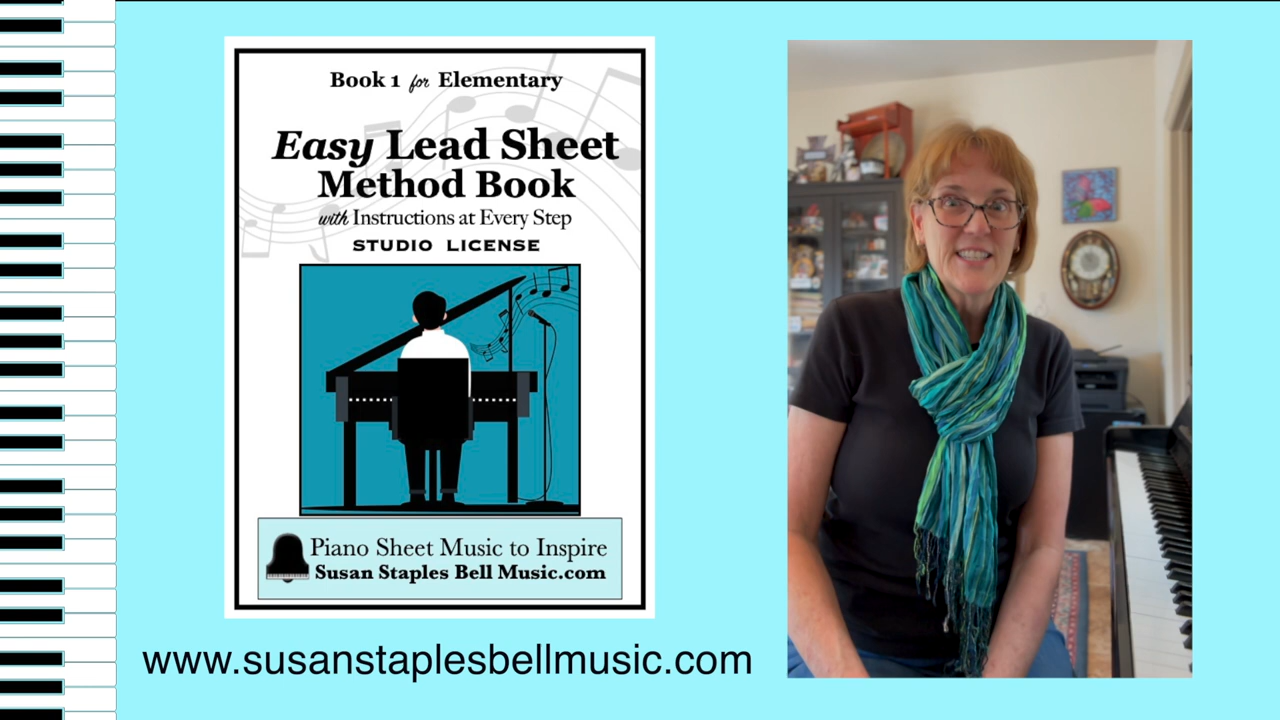 Book 1 for Elementary
Easy Lead Sheet
Method Book
with Instructions at Every Step
STUDIO LICENSE
Piano Sheet Music to Inspire
Susan Staples Bell Music.com
www.susanstaplesbellmusic.com